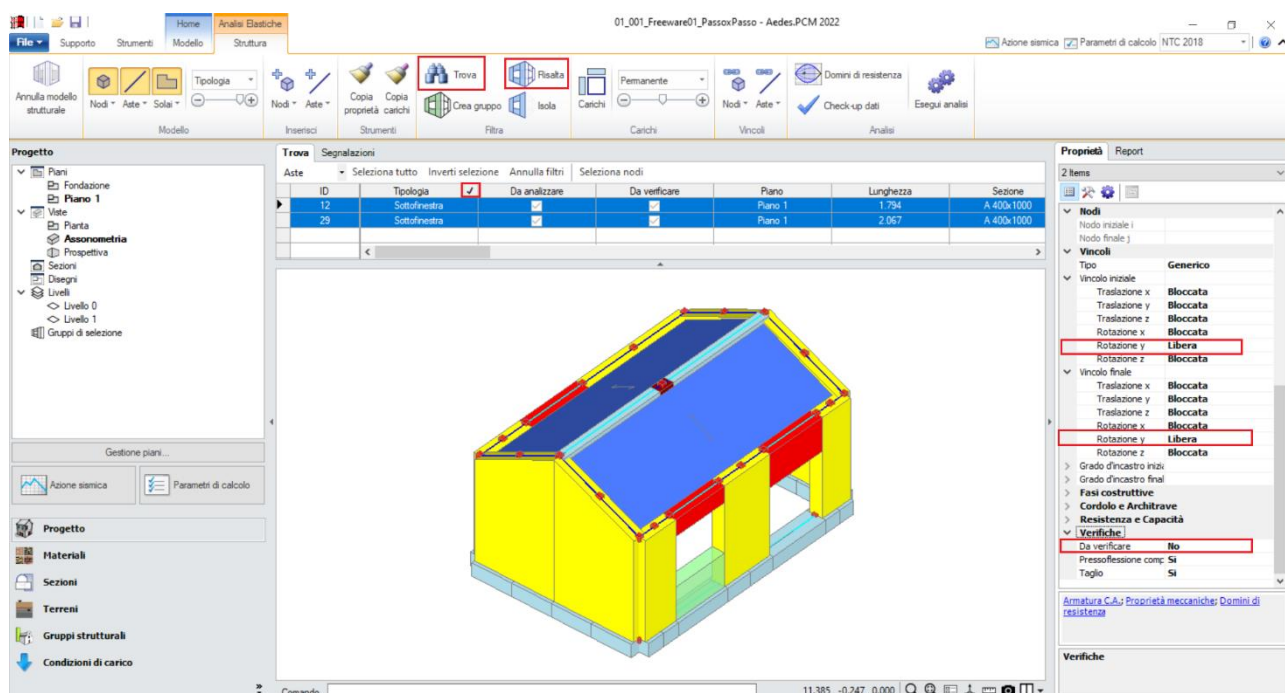 01_001_Freeware01_PassoxPasso - Aedes.PCM 2022
Home Analisi Elastiche
File Supporto Strumenti Modello Struttura
Azione sismica Parametri di calcolo NTC 2018
Annulla modello strutturale
Nodi Aste Solai
Tipologia
Modello
Nodi Aste
Inserisci
Copia proprietà
Copia carichi
Strumenti
Trova
Crea gruppo
Risalta
Isola
Filtra
Carichi
Permanente
Carichi
Nodi Aste
Vincoli
Domini di resistenza
Check-up dati
Esegui analisi
Analisi
Progetto
Piani
Fondazione
Piano 1
Viste
Pianta
Assonometria
Prospettiva
Sezioni
Disegni
Livelli
Livello 0
Livello 1
Gruppi di selezione
Gestione piani...
Azione sismica Parametri di calcolo
Progetto
Materiali
Sezioni
Terreni
Gruppi strutturali
Condizioni di carico
Trova Segnalazioni
Aste Seleziona tutto Inverti selezione Annulla filtri Seleziona nodi
ID Tipologia Da analizzare Da verificare Piano Lunghezza Sezione
12 Sottofinestra Piano 1 1.794 A 400x1000
29 Sottofinestra Piano 1 2.067 A 400x1000
Comando 11.385 -0.247 0.000
Proprietà Report
2 Items
Nodi
Nodo iniziale i
Nodo finale j
Vincoli
Tipo Generico
Vincolo iniziale
Traslazione x Bloccata
Traslazione y Bloccata
Traslazione z Bloccata
Rotazione x Bloccata
Rotazione y Libera
Rotazione z Bloccata
Vincolo finale
Traslazione x Bloccata
Traslazione y Bloccata
Traslazione z Bloccata
Rotazione x Bloccata
Rotazione y Libera
Rotazione z Bloccata
Grado d'incastro inizia
Grado d'incastro final
Fasi costruttive
Cordolo e Architrave
Resistenza e Capacità
Verifiche
Da verificare No
Pressoflessione comp Sì
Taglio Sì
Armatura C.A.; Proprietà meccaniche; Domini di
resistenza
Verifiche